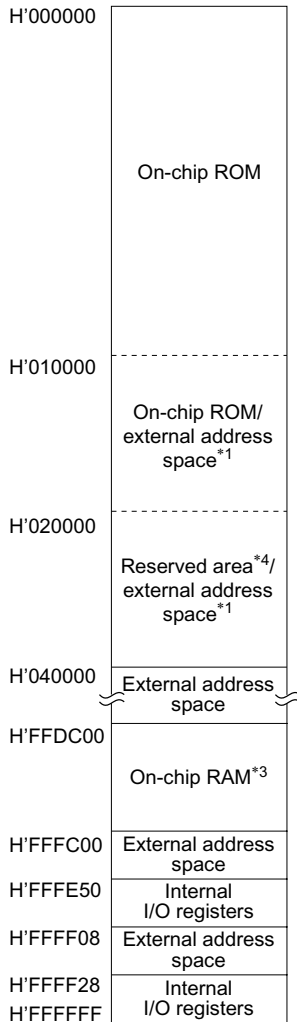 H'000000
On-chip ROM
H'010000
On-chip ROM/
external address
space*1
H'020000
Reserved area*4/
external address
space*1
H'040000
External address
space
H'FFDC00
On-chip RAM*3
H'FFFC00
External address
space
H'FFFE50
Internal
I/O registers
H'FFFF08
External address
space
H'FFFF28
Internal
I/O registers
H'FFFFFF